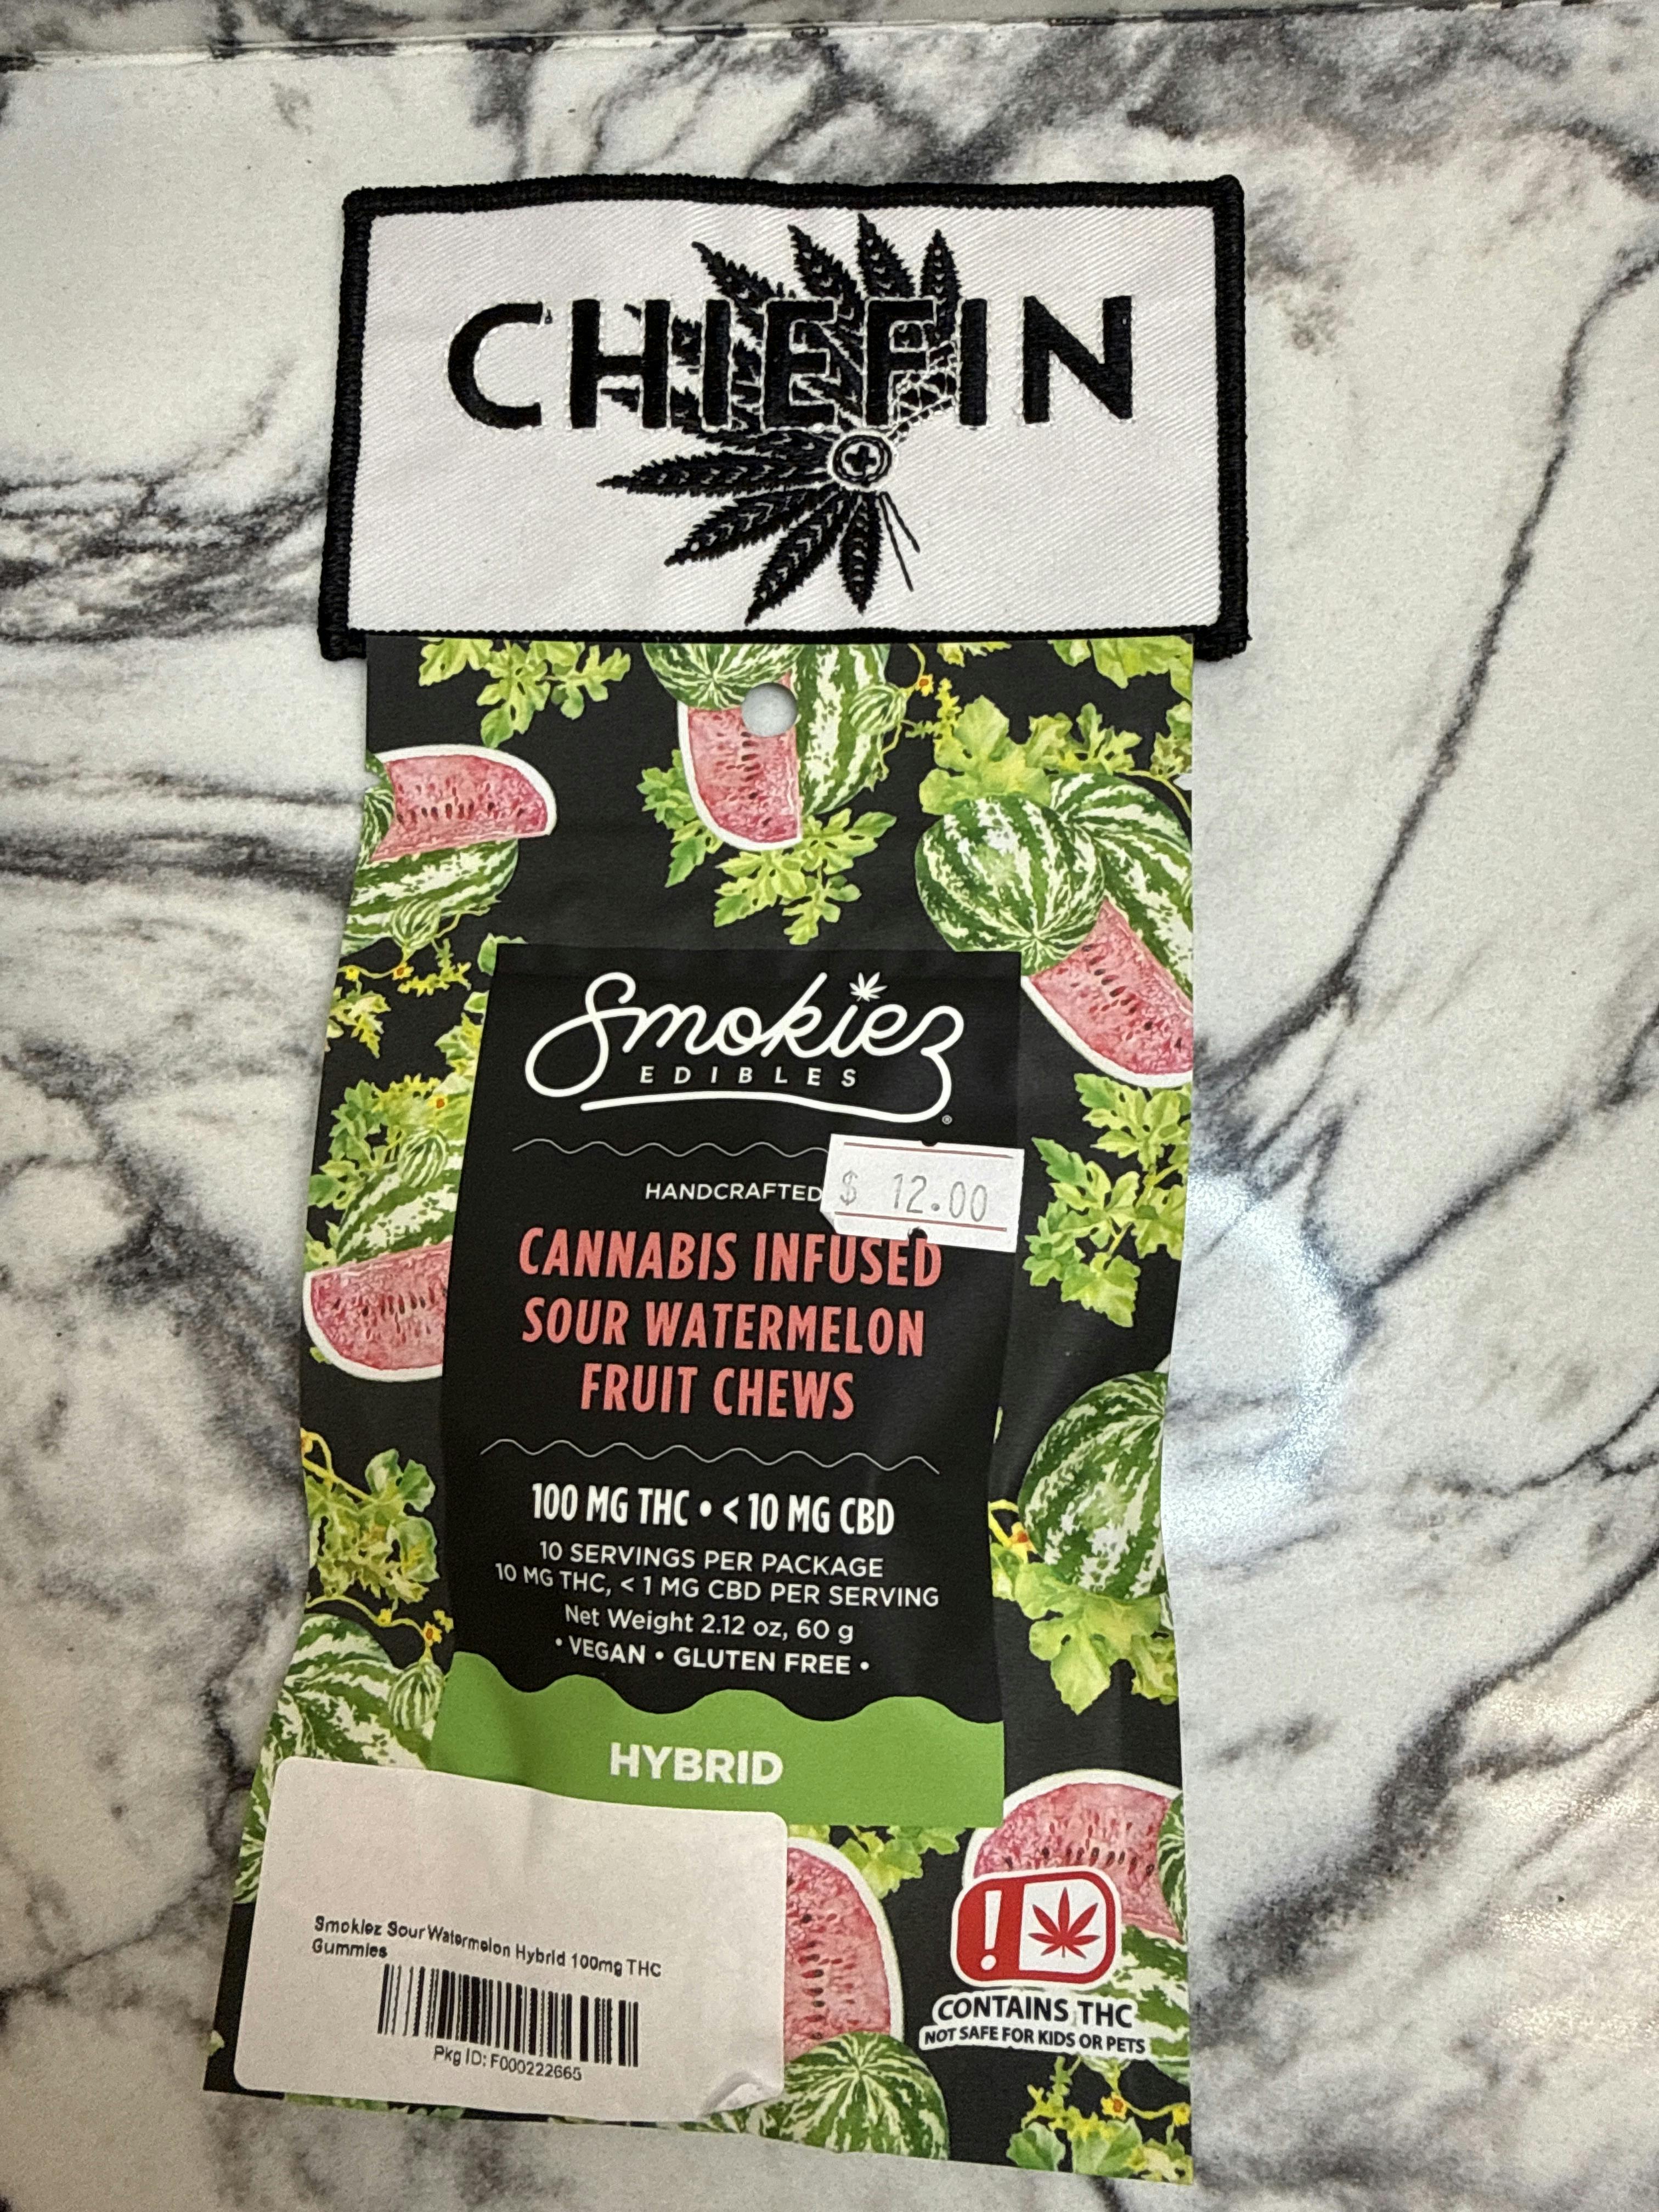 CHIEFIN
Smokiez
EDIBLES
®
HANDCRAFTED
$ 12.00
CANNABIS INFUSED
SOUR WATERMELON
FRUIT CHEWS
100 MG THC • < 10 MG CBD
10 SERVINGS PER PACKAGE
10 MG THC, < 1 MG CBD PER SERVING
Net Weight 2.12 oz, 60 g
• VEGAN • GLUTEN FREE •
HYBRID
Smokiez Sour Watermelon Hybrid 100mg THC
Gummies
Pkg ID: F000222665
!
CONTAINS THC
NOT SAFE FOR KIDS OR PETS